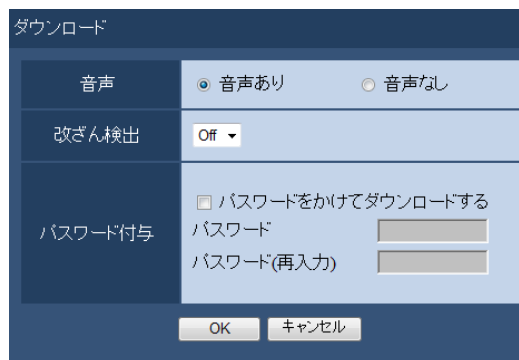 ダウンロード
音声
音声あり
音声なし
改ざん検出
Off
パスワード付与
パスワードをかけてダウンロードする
パスワード
パスワード(再入力)
OK
キャンセル